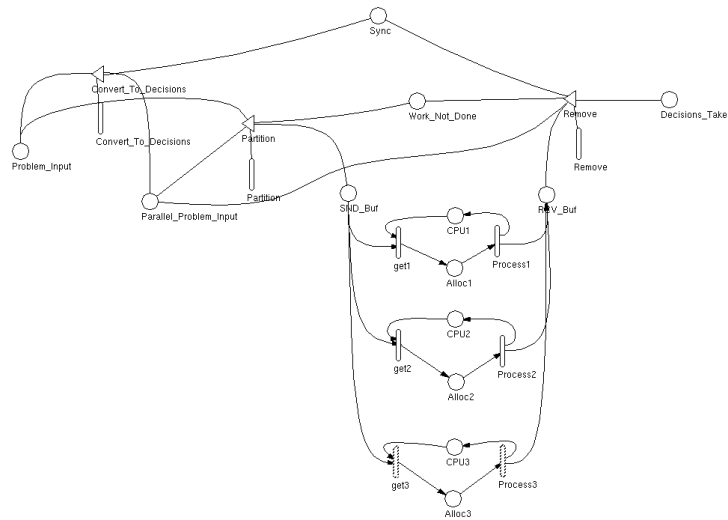 Sync
Convert_To_Decisions
Work_Not_Done
Remove
Decisions_Take
Convert_To_Decisions
Partition
Problem_Input
Remove
Partition
Parallel_Problem_Input
SND_Buf
RCV_Buf
CPU1
get1
Process1
Alloc1
CPU2
get2
Process2
Alloc2
CPU3
get3
Process3
Alloc3